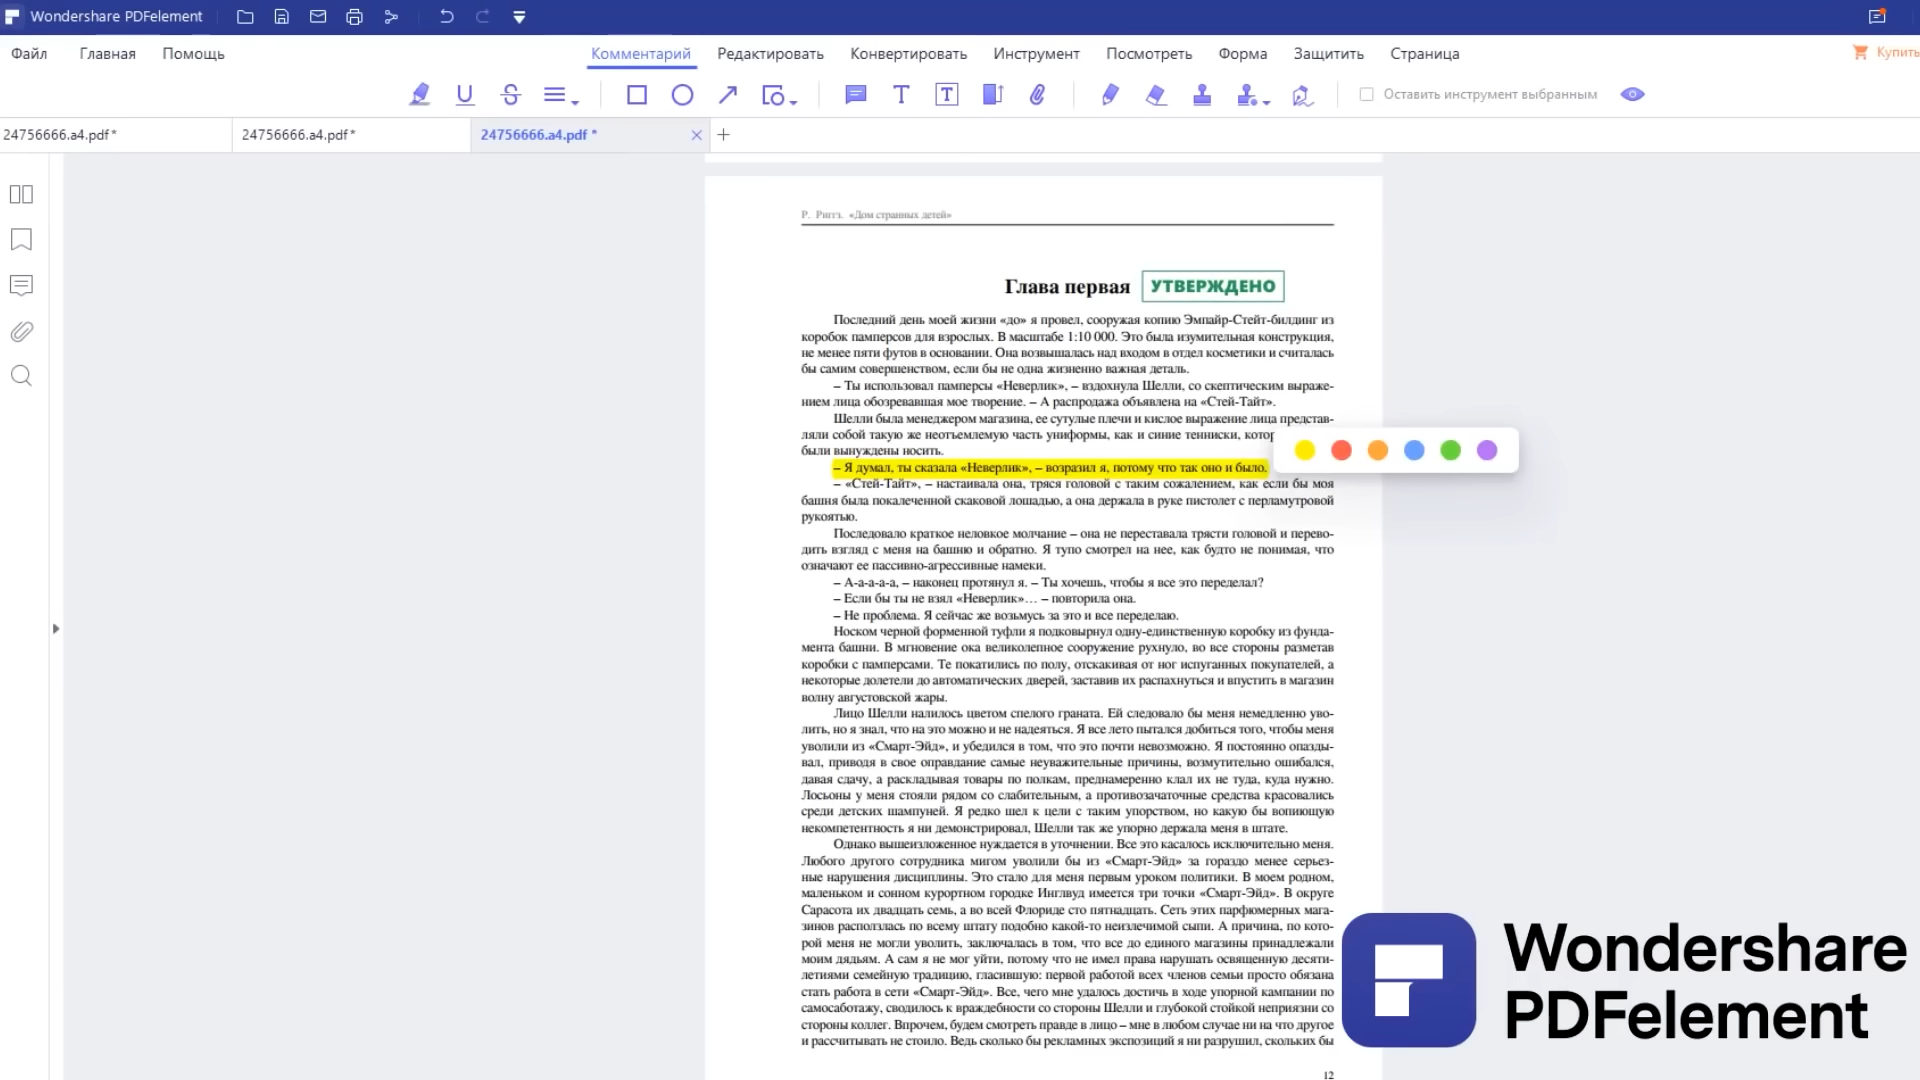 Wondershare PDFelement
Файл Главная Помощь Комментарий Редактировать Конвертировать Инструмент Посмотреть Форма Защитить Страница Купить
Оставить инструмент выбранным
24756666.a4.pdf* 24756666.a4.pdf* 24756666.a4.pdf *
Р. Риггз. «Дом странных детей»
Глава первая УТВЕРЖДЕНО
Последний день моей жизни «до» я провел, сооружая копию Эмпайр-Стейт-билдинг из
коробок памперсов для взрослых. В масштабе 1:10 000. Это была изумительная конструкция,
не менее пяти футов в основании. Она возвышалась над входом в отдел косметики и считалась
бы самим совершенством, если бы не одна жизненно важная деталь.
– Ты использовал памперсы «Неверлик», – вздохнула Шелли, со скептическим выраже-
нием лица обозревавшая мое творение. – А распродажа объявлена на «Стей-Тайт».
Шелли была менеджером магазина, ее сутулые плечи и кислое выражение лица представ-
ляли собой такую же неотъемлемую часть униформы, как и синие тенниски, котор
были вынуждены носить.
– Я думал, ты сказала «Неверлик», – возразил я, потому что так оно и было.
– «Стей-Тайт», – настаивала она, тряся головой с таким сожалением, как если бы моя
башня была покалеченной скаковой лошадью, а она держала в руке пистолет с перламутровой
рукоятью.
Последовало краткое неловкое молчание – она не переставала трясти головой и перево-
дить взгляд с меня на башню и обратно. Я тупо смотрел на нее, как будто не понимая, что
означают ее пассивно-агрессивные намеки.
– А-а-а-а-а, – наконец протянул я. – Ты хочешь, чтобы я все это переделал?
– Если бы ты не взял «Неверлик»… – повторила она.
– Не проблема. Я сейчас же возьмусь за это и все переделаю.
Носком черной форменной туфли я подковырнул одну-единственную коробку из фунда-
мента башни. В мгновение ока великолепное сооружение рухнуло, во все стороны разметав
коробки с памперсами. Те покатились по полу, отскакивая от ног испуганных покупателей, а
некоторые долетели до автоматических дверей, заставив их распахнуться и впустить в магазин
волну августовской жары.
Лицо Шелли налилось цветом спелого граната. Ей следовало бы меня немедленно уво-
лить, но я знал, что на это можно и не надеяться. Я все лето пытался добиться того, чтобы меня
уволили из «Смарт-Эйд», и убедился в том, что это почти невозможно. Я постоянно опазды-
вал, приводя в свое оправдание самые неуважительные причины, возмутительно ошибался,
давая сдачу, а раскладывая товары по полкам, преднамеренно клал их не туда, куда нужно.
Лосьоны у меня стояли рядом со слабительным, а противозачаточные средства красовались
среди детских шампуней. Я редко шел к цели с таким упорством, но какую бы вопиющую
некомпетентность я ни демонстрировал, Шелли так же упорно держала меня в штате.
Однако вышеизложенное нуждается в уточнении. Все это касалось исключительно меня.
Любого другого сотрудника мигом уволили бы из «Смарт-Эйд» за гораздо менее серьез-
ные нарушения дисциплины. Это стало для меня первым уроком политики. В моем родном,
маленьком и сонном курортном городке Инглвуд имеется три точки «Смарт-Эйд». В округе
Сарасота их двадцать семь, а во всей Флориде сто пятнадцать. Сеть этих парфюмерных мага-
зинов расползлась по всему штату подобно какой-то неизлечимой сыпи. А причина, по кото-
рой меня не могли уволить, заключалась в том, что все до единого магазины принадлежали
моим дядьям. А сам я не мог уйти, потому что не имел права нарушать освященную десяти-
летиями семейную традицию, гласившую: первой работой всех членов семьи просто обязана
стать работа в сети «Смарт-Эйд». Все, чего мне удалось достичь в ходе упорной кампании по
самосаботажу, сводилось к враждебности со стороны Шелли и глубокой стойкой неприязни со
стороны коллег. Впрочем, будем смотреть правде в лицо – мне в любом случае ни на что другое
и рассчитывать не стоило. Ведь сколько бы рекламных экспозиций я ни разрушил, скольких бы
12
Wondershare
PDFelement